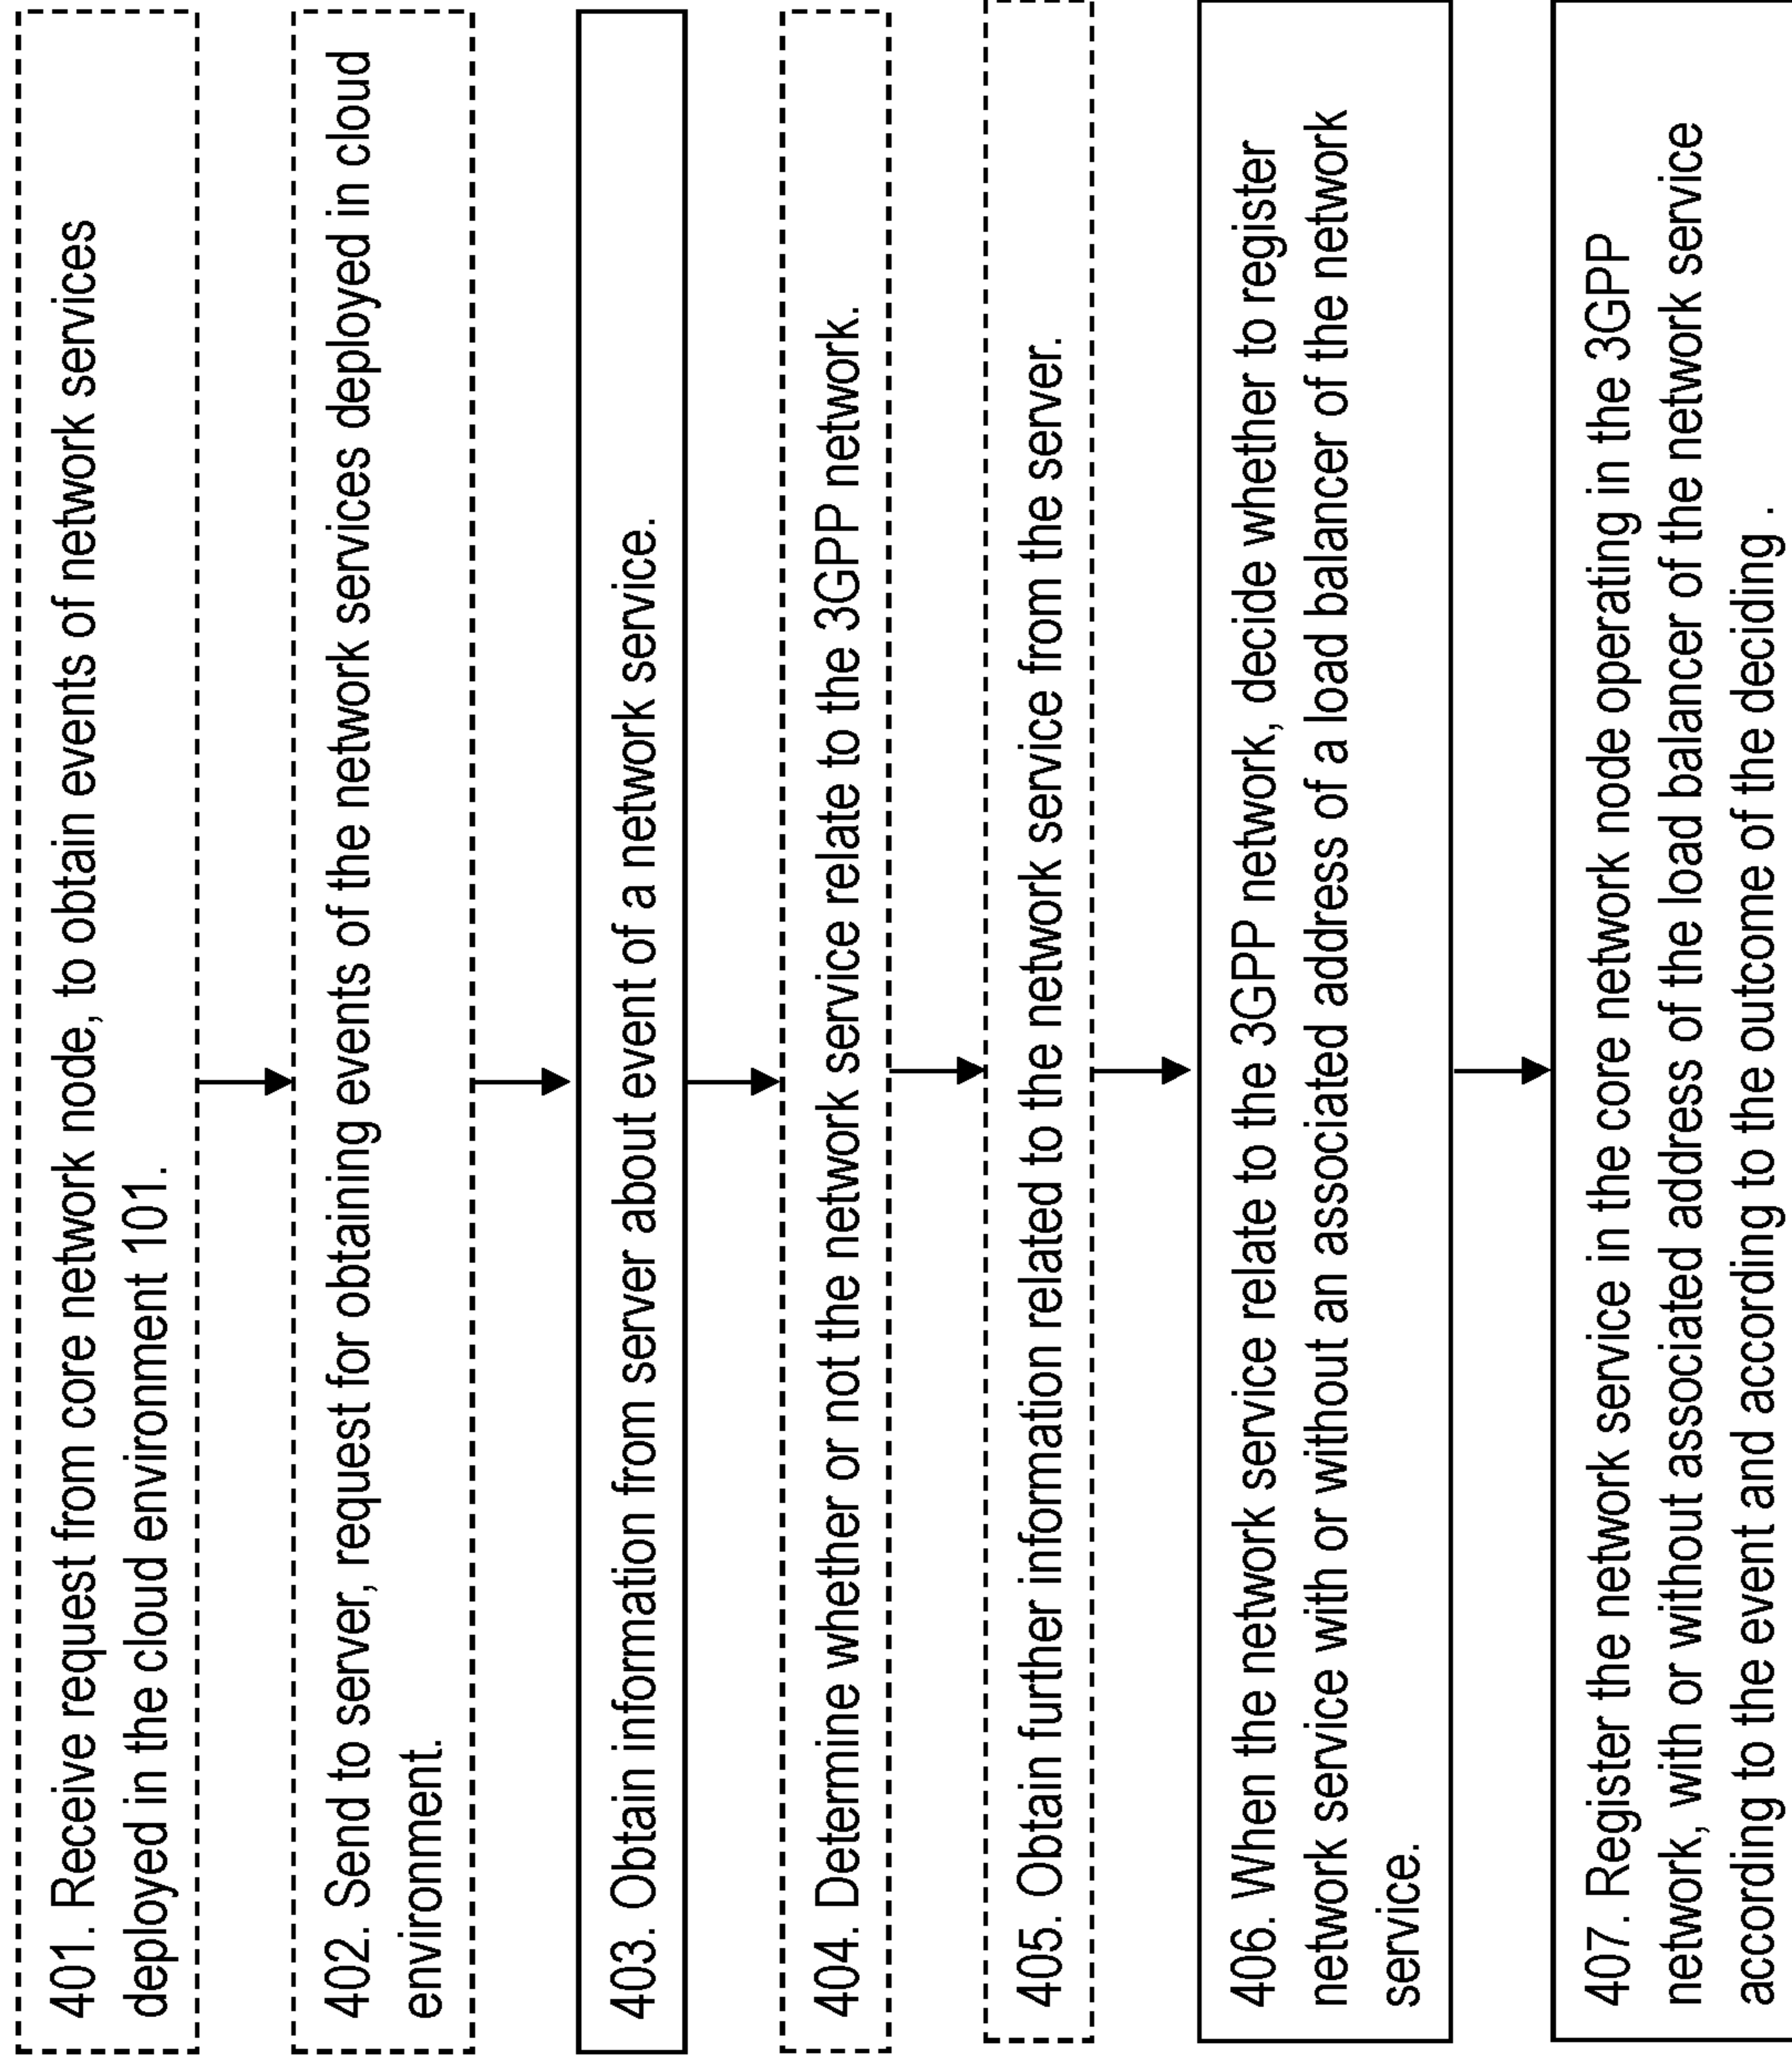 401. Receive request from core network node, to obtain events of network services
deployed in the cloud environment 101.
402. Send to server, request for obtaining events of the network services deployed in cloud
environment.
403. Obtain information from server about event of a network service.
404. Determine whether or not the network service relate to the 3GPP network.
405. Obtain further information related to the network service from the server.
406. When the network service relate to the 3GPP network, decide whether to register
network service with or without an associated address of a load balancer of the network
service.
407. Register the network service in the core network node operating in the 3GPP
network, with or without associated address of the load balancer of the network service
according to the event and according to the outcome of the deciding .